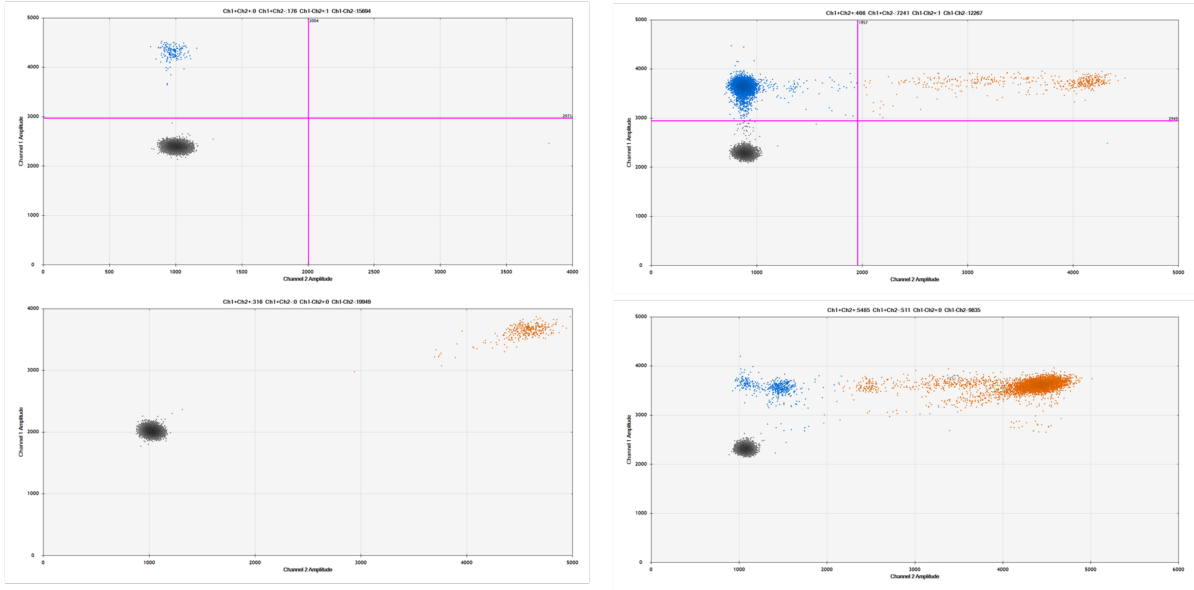 Ch1+Ch2+:0 Ch1+Ch2-:176 Ch1-Ch2+:1 Ch1-Ch2-:15694
2004
5000
4000
3000
2000
1000
0
Channel 1 Amplitude
0 500 1000 1500 2000 2500 3000 3500 4000
Channel 2 Amplitude
Ch1+Ch2+:466 Ch1+Ch2-:7241 Ch1-Ch2+:1 Ch1-Ch2-:12267
1957
5000
4000
3000
2000
1000
0
Channel 1 Amplitude
0 1000 2000 3000 4000 5000
Channel 2 Amplitude
Ch1+Ch2+:316 Ch1+Ch2-:0 Ch1-Ch2+:0 Ch1-Ch2-:19949
4000
3000
2000
1000
0
Channel 1 Amplitude
0 1000 2000 3000 4000 5000
Channel 2 Amplitude
Ch1+Ch2+:5485 Ch1+Ch2-:511 Ch1-Ch2+:0 Ch1-Ch2-:9835
5000
4000
3000
2000
1000
0
Channel 1 Amplitude
0 1000 2000 3000 4000 5000 6000
Channel 2 Amplitude